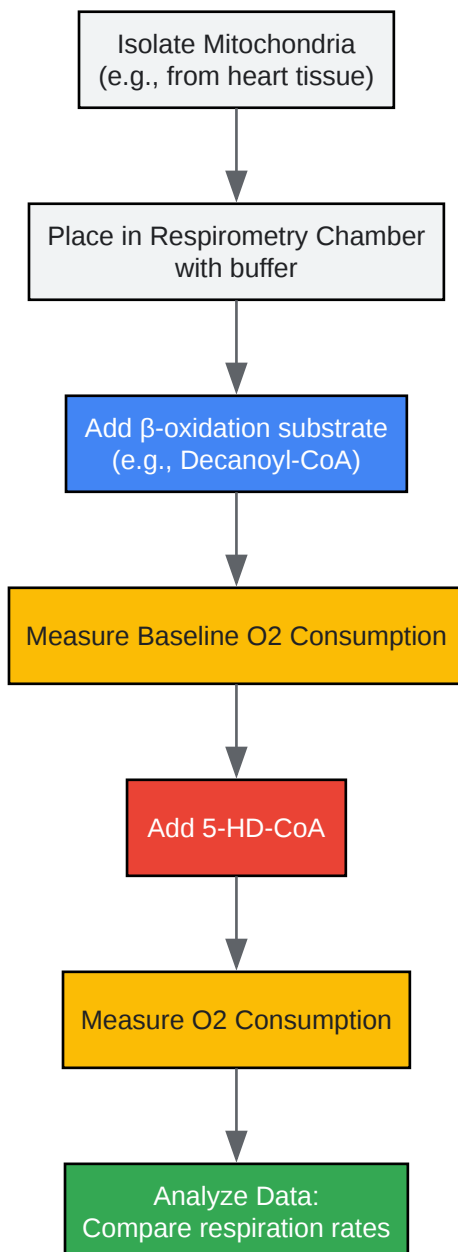 Isolate Mitochondria
(e.g., from heart tissue)
Place in Respirometry Chamber
with buffer
Add β-oxidation substrate
(e.g., Decanoyl-CoA)
Measure Baseline O2 Consumption
Add 5-HD-CoA
Measure O2 Consumption
Analyze Data:
Compare respiration rates